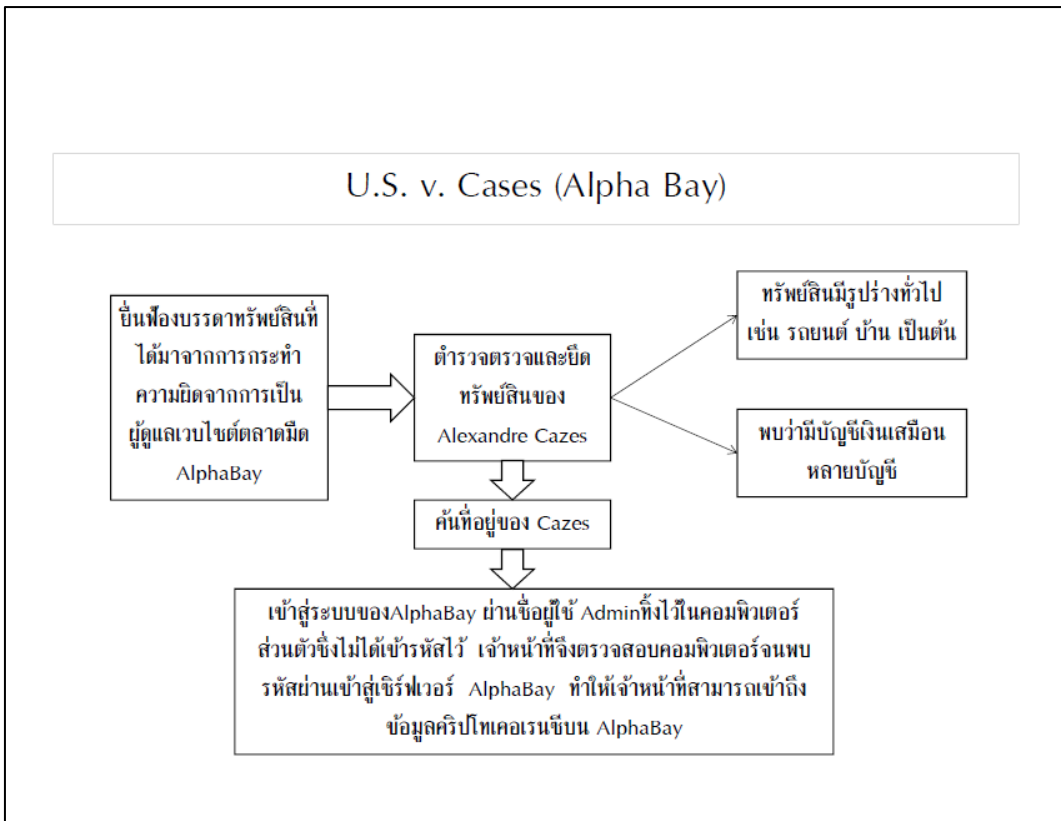 U.S. v. Cases (Alpha Bay)
ยื่นฟ้องบรรดาทรัพย์สินที่
ได้มาจากการกระทำ
ความผิดจากการเป็น
ผู้ดูแลเวบไซต์ตลาดมืด
AlphaBay
ตำรวจตรวจและยึด
ทรัพย์สินของ
Alexandre Cazes
ทรัพย์สินมีรูปร่างทั่วไป
เช่น รถยนต์ บ้าน เป็นต้น
พบว่ามีบัญชีเงินเสมือน
หลายบัญชี
ค้นที่อยู่ของ Cazes
เข้าสู่ระบบของAlphaBay ผ่านชื่อผู้ใช้ Adminทิ้งไว้ในคอมพิวเตอร์
ส่วนตัวซึ่งไม่ได้เข้ารหัสไว้ เจ้าหน้าที่จึงตรวจสอบคอมพิวเตอร์จนพบ
รหัสผ่านเข้าสู่เซิร์ฟเวอร์ AlphaBay ทำให้เจ้าหน้าที่สามารถเข้าถึง
ข้อมูลคริปโทเคอเรนซีบน AlphaBay